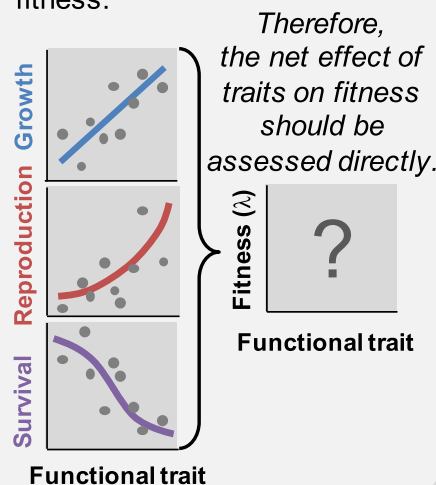 fitness.
Therefore,
the net effect of
traits on fitness
should be
assessed directly.
Growth
Reproduction
Survival
Functional trait
Fitness (λ)
?
Functional trait